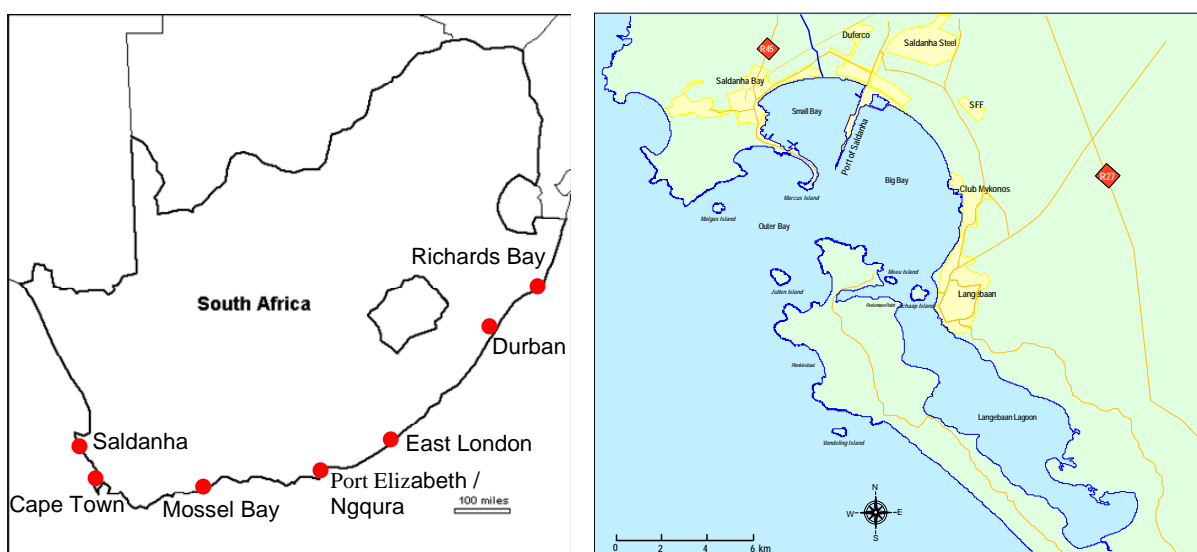 Richards Bay
South Africa
Durban
Saldanha
East London
Port Elizabeth /
Ngqura
Cape Town
Mossel Bay
100 miles
Duferco
Saldanha Steel
R45
Saldanha Bay
SFF
Small Bay
Port of Saldanha
R27
Big Bay
Club Mykonos
Marcus Island
Malgas Island
Outer Bay
Meeu Island
Jutten Island
Schaap Island
Langebaan
Langebaan Lagoon
Vondeling Island
N
W
E
S
0 2 4 6 km